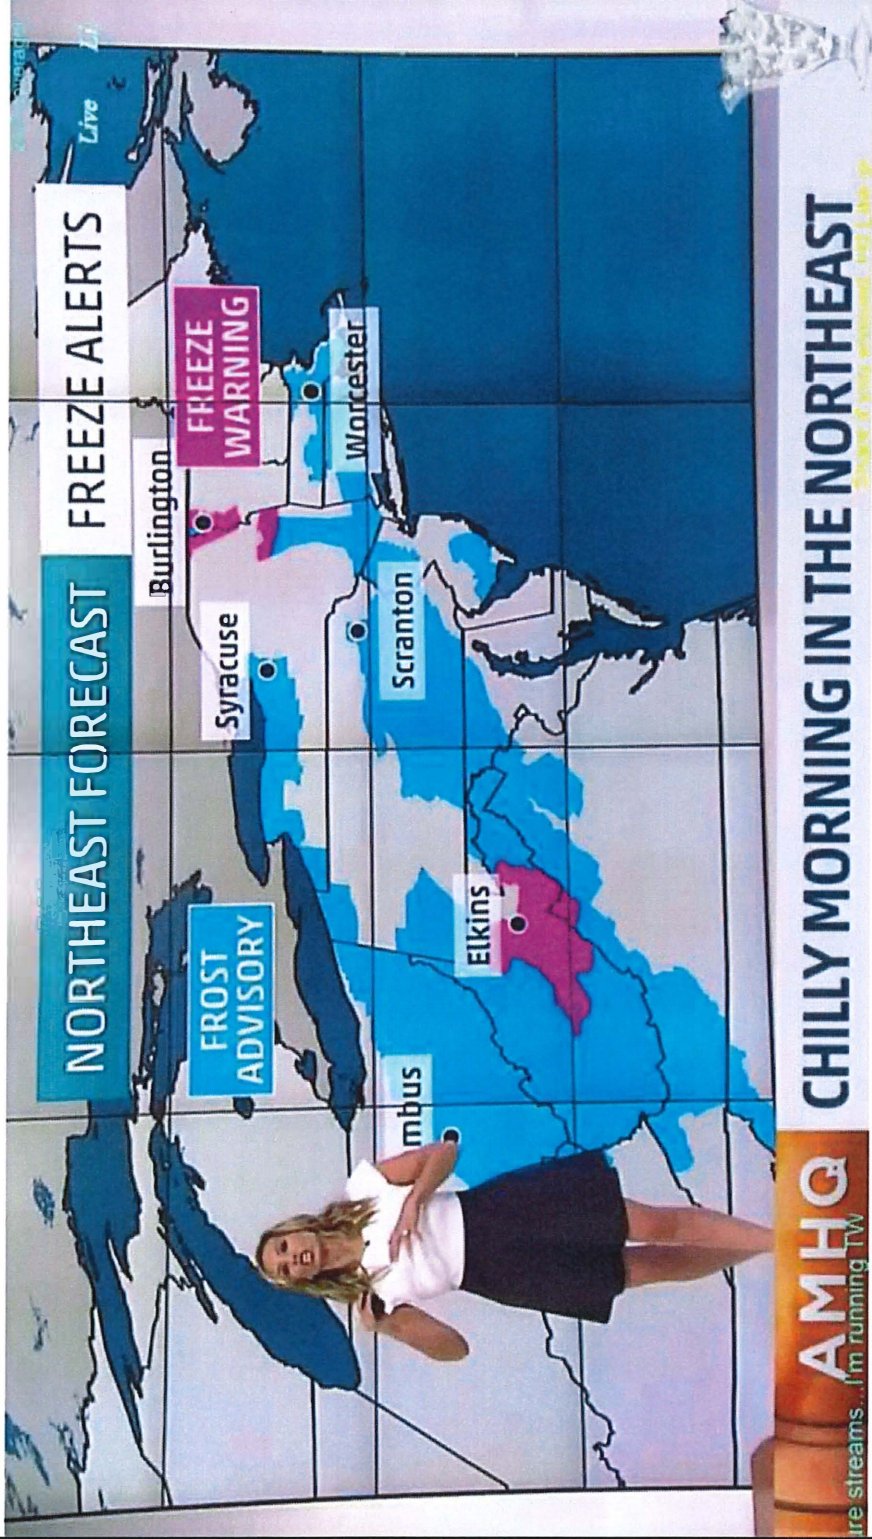 Live
NORTHEAST FORECAST
FREEZE ALERTS
FREEZE
WARNING
Burlington
Syracuse
Worcester
Scranton
FROST
ADVISORY
Elkins
mbus
AMHQ
CHILLY MORNING IN THE NORTHEAST
streams...I'm running TW